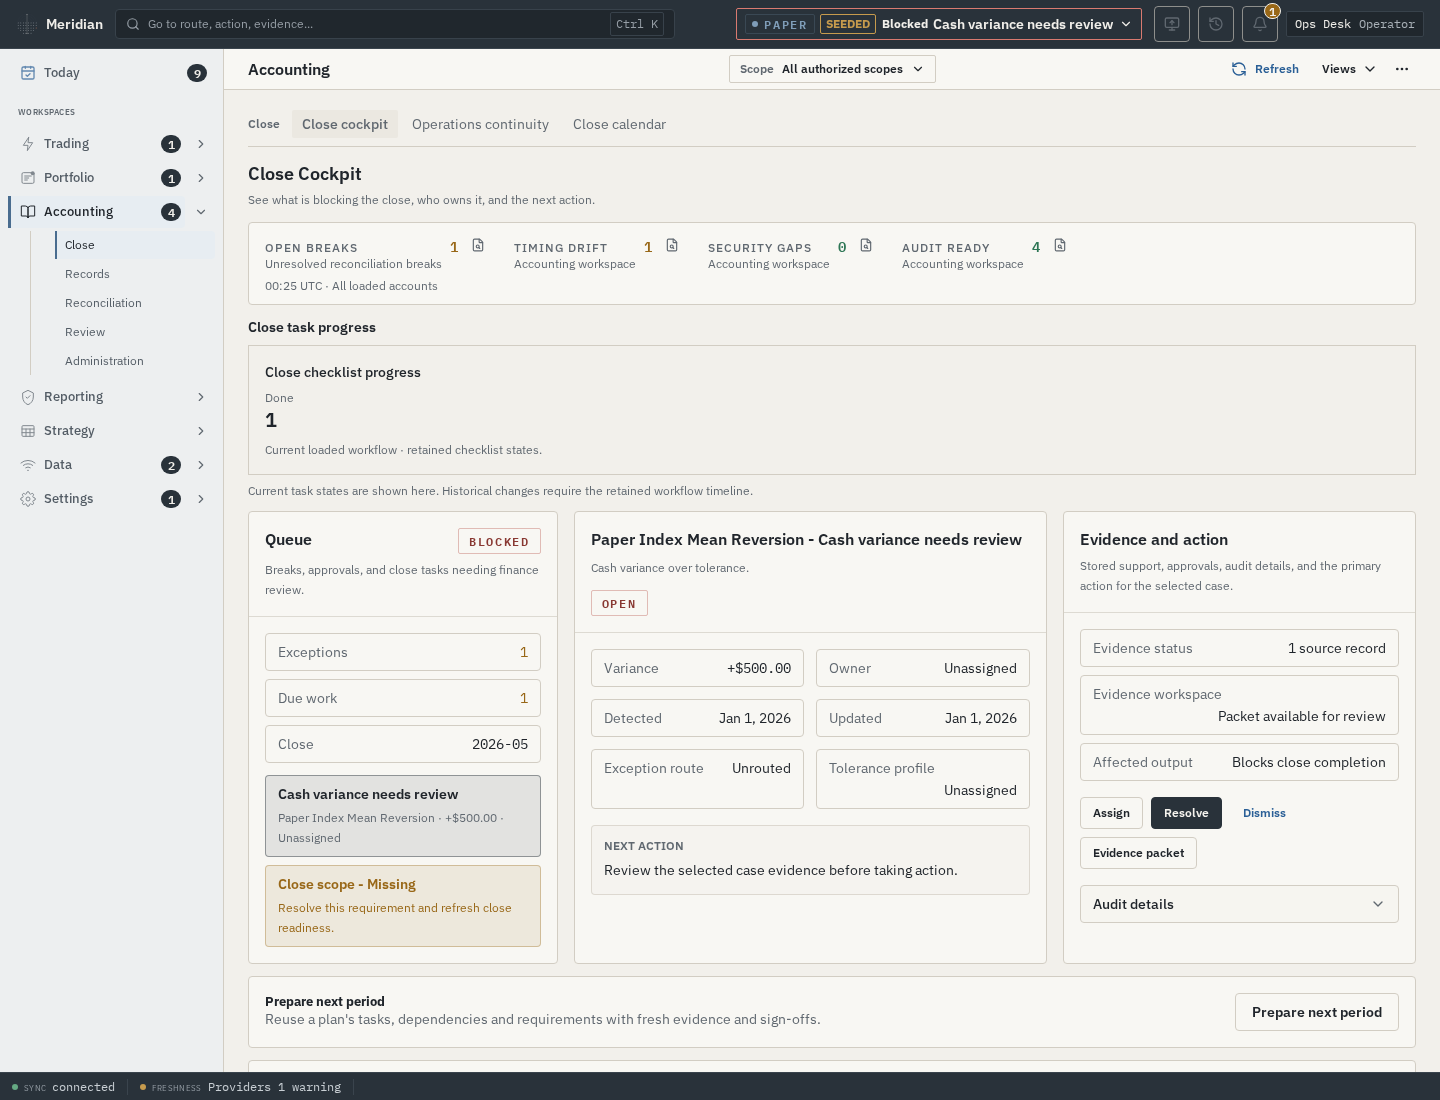 Meridian
Go to route, action, evidence...
Ctrl K
PAPER
SEEDED
Blocked Cash variance needs review
1
Ops Desk Operator
Today
9
WORKSPACES
Trading
1
Portfolio
1
Accounting
4
Close
Records
Reconciliation
Review
Administration
Reporting
Strategy
Data
2
Settings
1
Accounting
Scope All authorized scopes
Refresh
Views
Close
Close cockpit
Operations continuity
Close calendar
Close Cockpit
See what is blocking the close, who owns it, and the next action.
OPEN BREAKS 1
Unresolved reconciliation breaks
TIMING DRIFT 1
Accounting workspace
SECURITY GAPS 0
Accounting workspace
AUDIT READY 4
Accounting workspace
00:25 UTC · All loaded accounts
Close task progress
Close checklist progress
Done
1
Current loaded workflow · retained checklist states.
Current task states are shown here. Historical changes require the retained workflow timeline.
Queue
BLOCKED
Breaks, approvals, and close tasks needing finance
review.
Exceptions 1
Due work 1
Close 2026-05
Cash variance needs review
Paper Index Mean Reversion · +$500.00 ·
Unassigned
Close scope - Missing
Resolve this requirement and refresh close
readiness.
Paper Index Mean Reversion - Cash variance needs review
Cash variance over tolerance.
OPEN
Variance +$500.00
Owner Unassigned
Detected Jan 1, 2026
Updated Jan 1, 2026
Exception route Unrouted
Tolerance profile
Unassigned
NEXT ACTION
Review the selected case evidence before taking action.
Evidence and action
Stored support, approvals, audit details, and the primary
action for the selected case.
Evidence status 1 source record
Evidence workspace
Packet available for review
Affected output Blocks close completion
Assign
Resolve
Dismiss
Evidence packet
Audit details
Prepare next period
Reuse a plan's tasks, dependencies and requirements with fresh evidence and sign-offs.
Prepare next period
SYNC connected
FRESHNESS Providers 1 warning